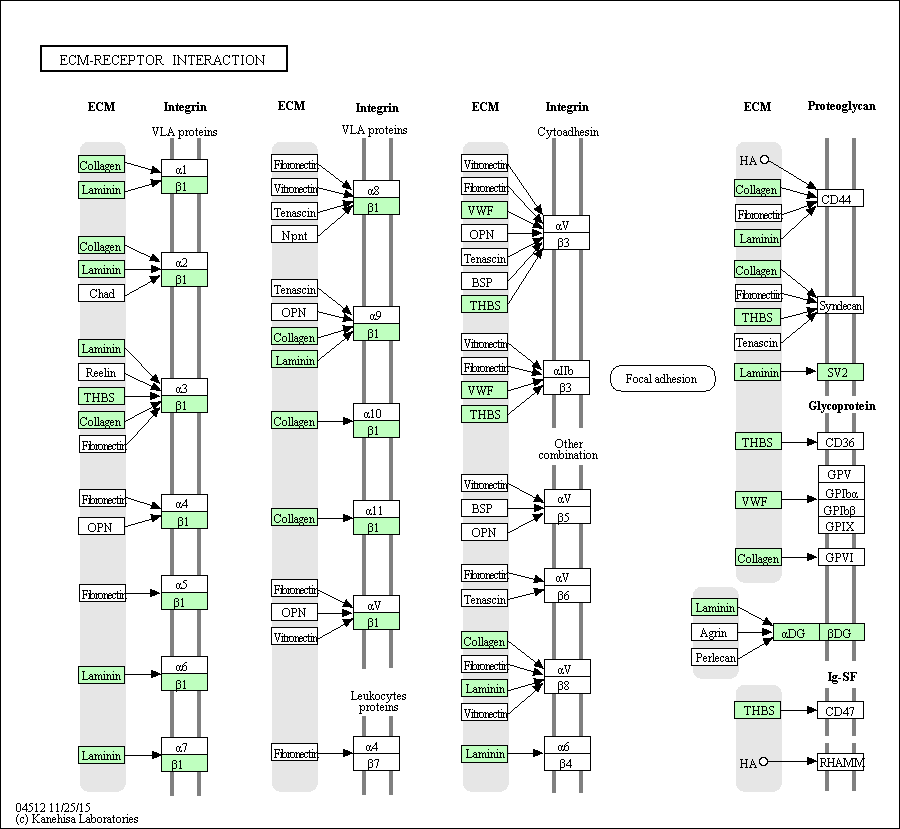 ECM-RECEPTOR INTERACTION
ECM
Integrin
VLA proteins
Collagen
Laminin
α1
β1
Collagen
Laminin
Chad
α2
β1
Laminin
Reelin
THBS
Collagen
Fibronectin
α3
β1
Fibronectin
OPN
α4
β1
Fibronectin
α5
β1
Laminin
α6
β1
Laminin
α7
β1
ECM
Integrin
VLA proteins
Fibronectin
Vitronectin
Tenascin
Npnt
α8
β1
Tenascin
OPN
Collagen
Laminin
α9
β1
Collagen
α10
β1
Collagen
α11
β1
Fibronectin
OPN
Vitronectin
αV
β1
Leukocytes
proteins
Fibronectin
α4
β7
ECM
Integrin
Cytoadhesin
Vitronectin
Fibronectin
VWF
OPN
Tenascin
BSP
THBS
αV
β3
Vitronectin
Fibronectin
VWF
THBS
αIIb
β3
Other
combination
Vitronectin
BSP
OPN
αV
β5
Fibronectin
Tenascin
αV
β6
Collagen
Fibronectin
Laminin
Vitronectin
αV
β8
Laminin
α6
β4
Focal adhesion
ECM
Proteoglycan
HA
Collagen
Fibronectin
Laminin
CD44
Collagen
Fibronectin
THBS
Tenascin
Syndecan
Laminin
SV2
Glycoprotein
THBS
CD36
VWF
GPV
GPIbα
GPIbβ
GPIX
Collagen
GPVI
Laminin
Agrin
Perlecan
αDG
βDG
Ig-SF
THBS
CD47
HA
RHAMM
04512 11/25/15
(c) Kanehisa Laboratories